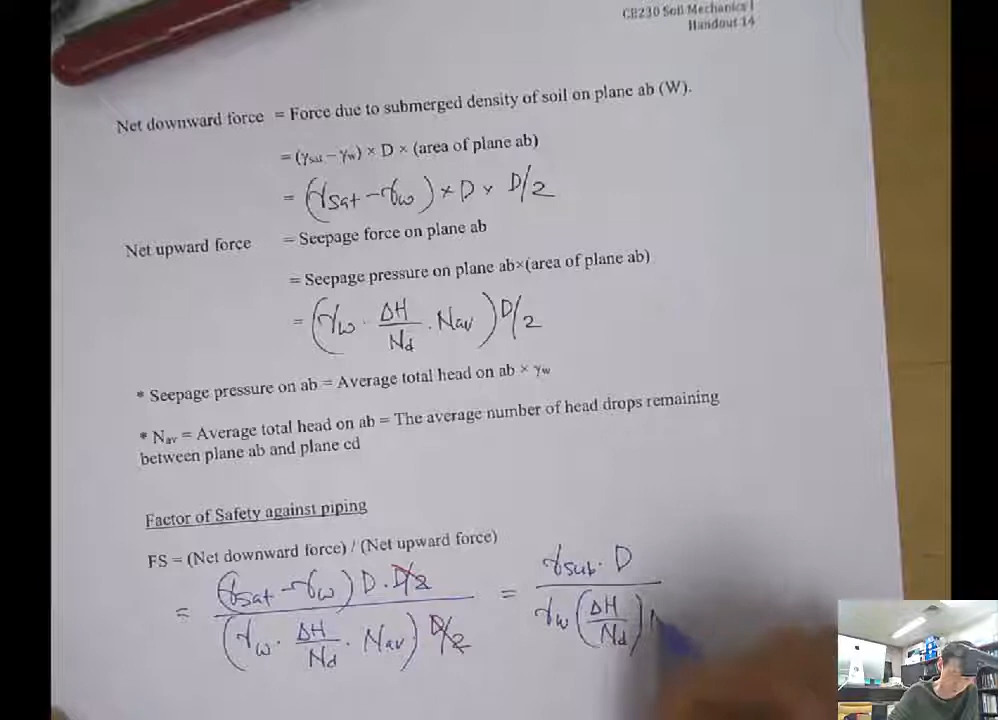 CE230 Soil Mechanics I
Handout 14
Net downward force = Force due to submerged density of soil on plane ab (W).
= (γsat − γw) × D × (area of plane ab)
= (γsat − γw) × D × D/2
Net upward force = Seepage force on plane ab
= Seepage pressure on plane ab×(area of plane ab)
= (γw · ΔH/Nd · Nav) D/2
* Seepage pressure on ab = Average total head on ab × γw
* Nav = Average total head on ab = The average number of head drops remaining
between plane ab and plane cd
Factor of Safety against piping
FS = (Net downward force) / (Net upward force)
= (γsat − γw) D · D/2 / (γw · ΔH/Nd · Nav) D/2 = γsub · D / γw (ΔH/Nd)